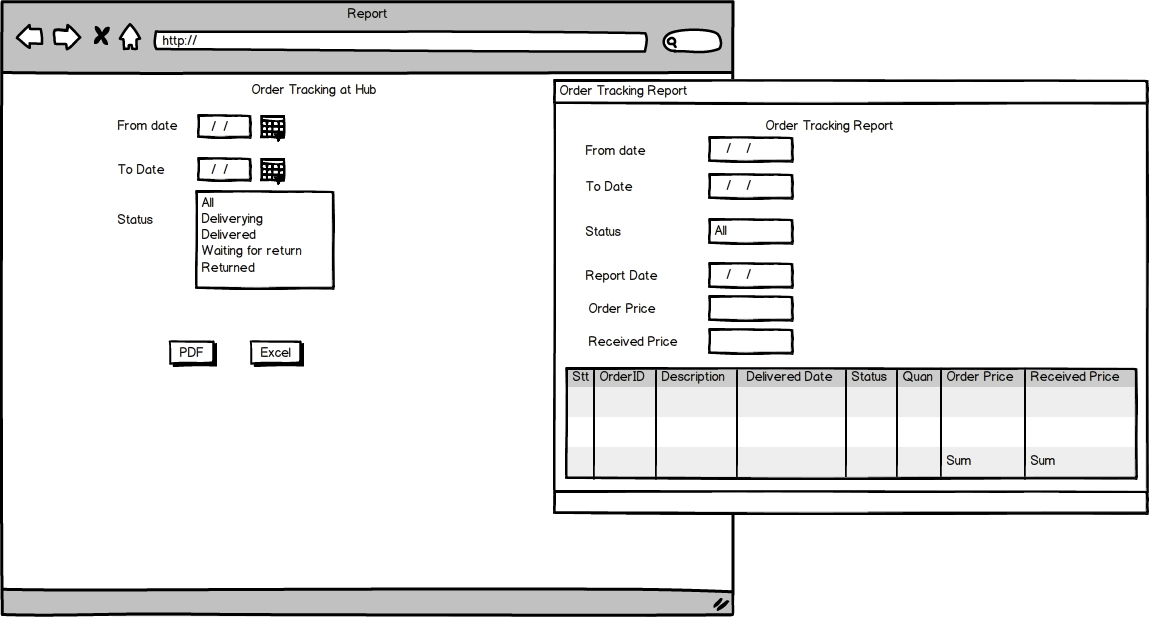 Report
http://
Order Tracking at Hub
From date / /
To Date / /
Status
All
Deliverying
Delivered
Waiting for return
Returned
PDF Excel
Order Tracking Report
Order Tracking Report
From date / /
To Date / /
Status All
Report Date / /
Order Price
Received Price
Stt OrderID Description Delivered Date Status Quan Order Price Received Price
Sum Sum